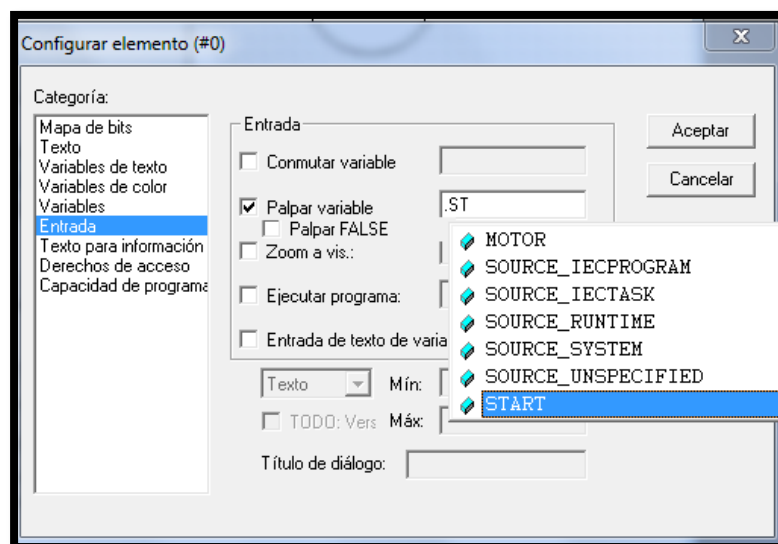 Configurar elemento (#0)
Categoría:
Mapa de bits
Texto
Variables de texto
Variables de color
Variables
Entrada
Texto para información
Derechos de acceso
Capacidad de programa
Entrada
Conmutar variable
Palpar variable
.ST
Palpar FALSE
Zoom a vis.:
Ejecutar programa:
Entrada de texto de varia
MOTOR
SOURCE_IECPROGRAM
SOURCE_IECTASK
SOURCE_RUNTIME
SOURCE_SYSTEM
SOURCE_UNSPECIFIED
START
Texto Mín:
TODO: Vers Máx:
Título de diálogo:
Aceptar
Cancelar